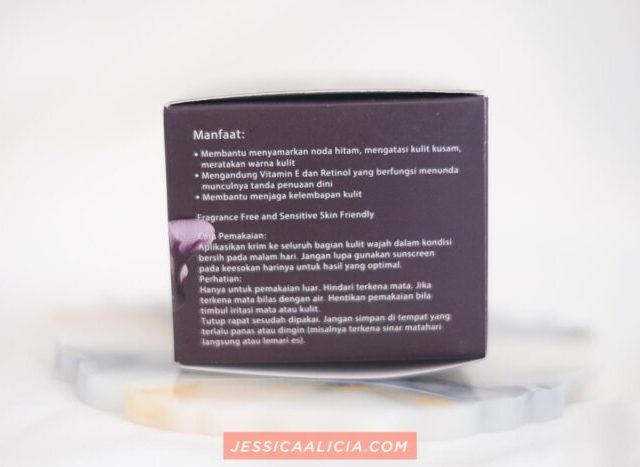 Manfaat:
• Membantu menyamarkan noda hitam, mengatasi kulit kusam,
meratakan warna kulit
• Mengandung Vitamin E dan Retinol yang berfungsi menunda
munculnya tanda penuaan dini
• Membantu menjaga kelembapan kulit
Fragrance Free and Sensitive Skin Friendly
Cara Pemakaian:
Aplikasikan krim ke seluruh bagian kulit wajah dalam kondisi
bersih pada malam hari. Jangan lupa gunakan sunscreen
pada keesokan harinya untuk hasil yang optimal.
Perhatian:
Hanya untuk pemakaian luar. Hindari terkena mata. Jika
terkena mata bilas dengan air. Hentikan pemakaian bila
timbul iritasi mata atau kulit.
Tutup rapat sesudah dipakai. Jangan simpan di tempat yang
terlalu panas atau dingin (misalnya terkena sinar matahari
langsung atau lemari es).
JESSICAALICIA.COM